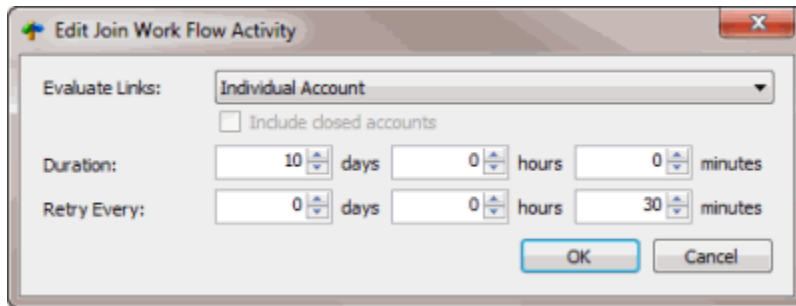 Edit Join Work Flow Activity
Evaluate Links: Individual Account
Include closed accounts
Duration: 10 days 0 hours 0 minutes
Retry Every: 0 days 0 hours 30 minutes
OK Cancel